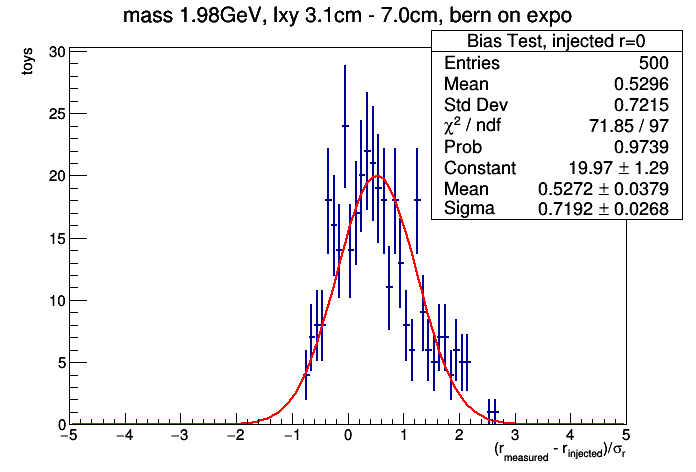 mass 1.98GeV, lxy 3.1cm - 7.0cm, bern on expo
Bias Test, injected r=0
Entries 500
Mean 0.5296
Std Dev 0.7215
χ² / ndf 71.85 / 97
Prob 0.9739
Constant 19.97 ± 1.29
Mean 0.5272 ± 0.0379
Sigma 0.7192 ± 0.0268
toys
30
25
20
15
10
5
0
−5 −4 −3 −2 −1 0 1 2 3 4 5
(r_measured - r_injected)/σ_r